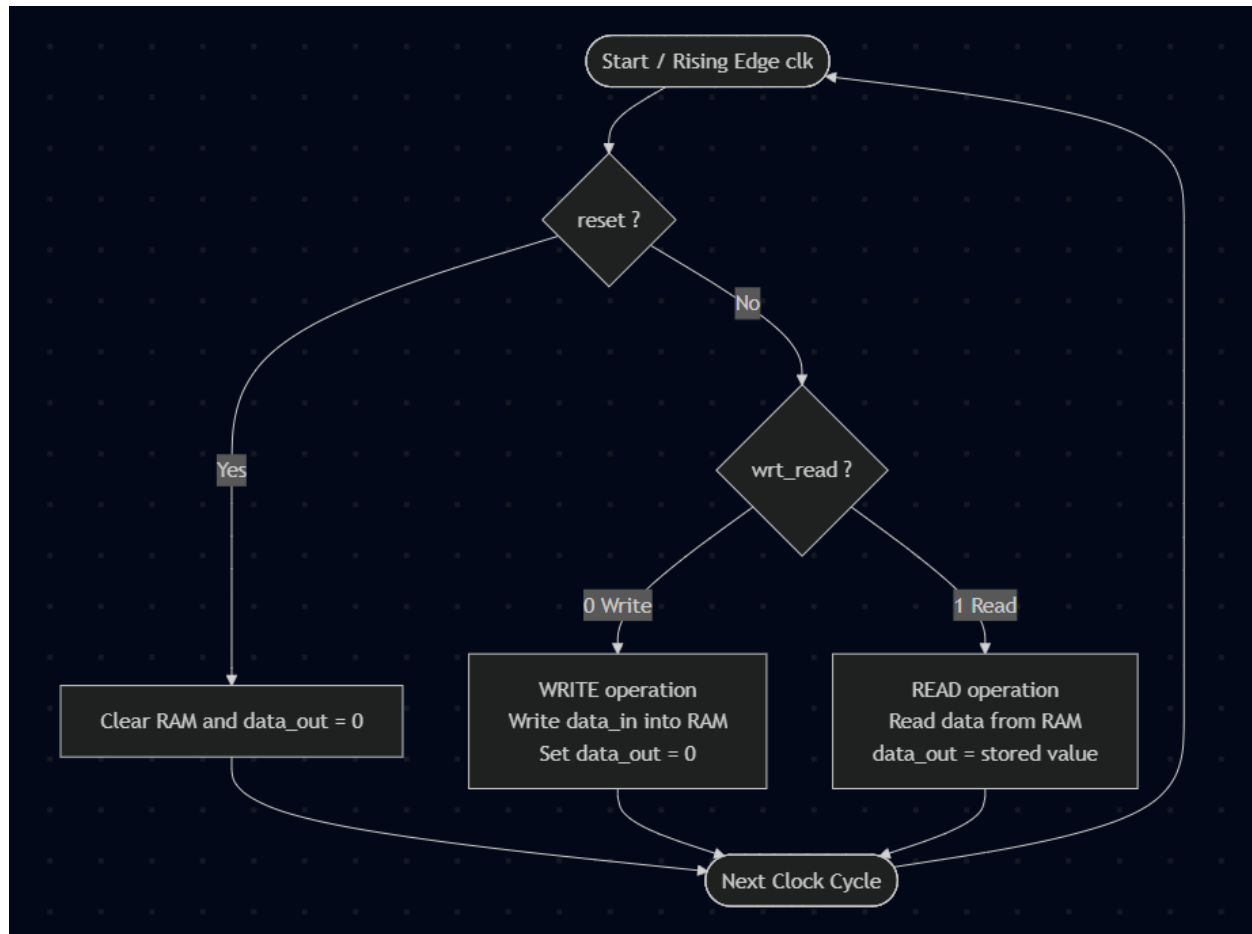 Start / Rising Edge clk
reset ?
No
Yes
wrt_read ?
0 Write
1 Read
Clear RAM and data_out = 0
WRITE operation
Write data_in into RAM
Set data_out = 0
READ operation
Read data from RAM
data_out = stored value
Next Clock Cycle